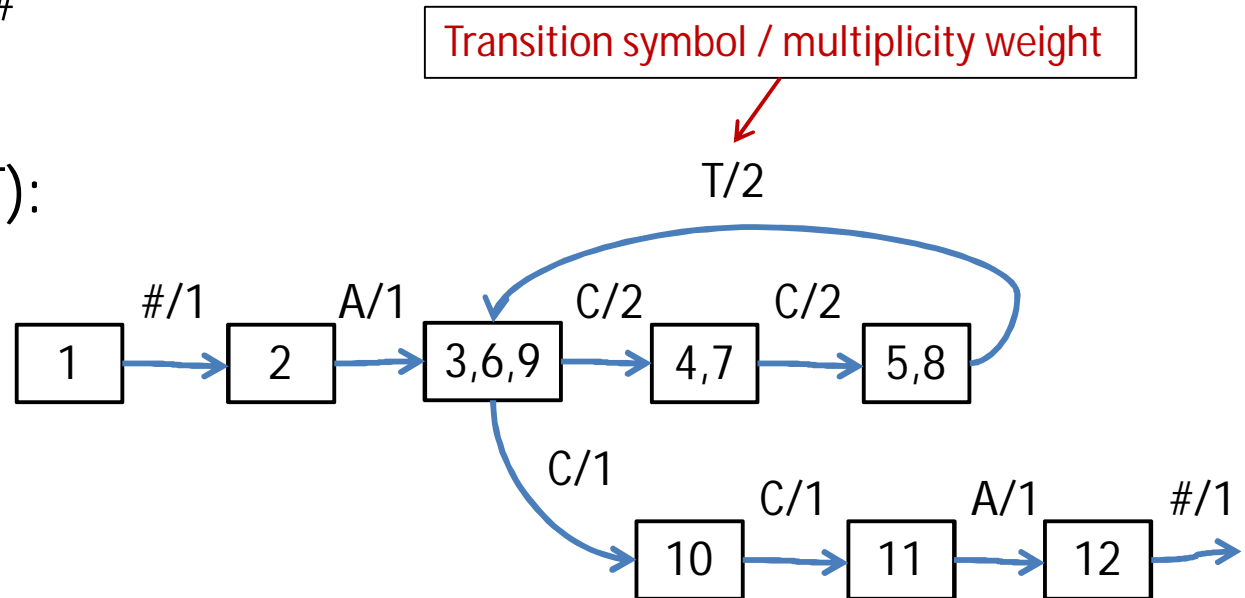 #
Transition symbol / multiplicity weight
T/2
):
#/1 A/1 C/2 C/2
1 2 3,6,9 4,7 5,8
C/1
C/1 A/1 #/1
10 11 12